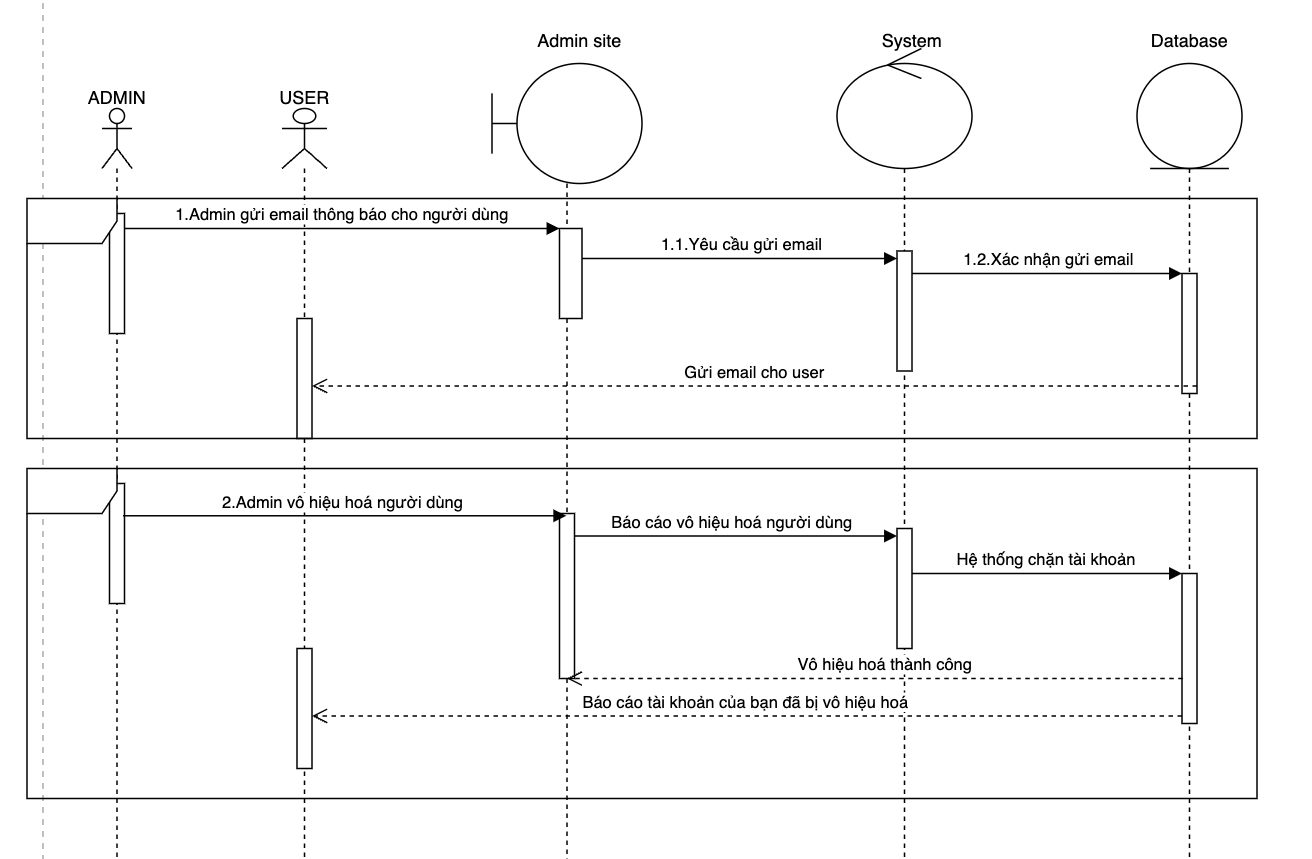 Admin site
System
Database
ADMIN
USER
1.Admin gửi email thông báo cho người dùng
1.1.Yêu cầu gửi email
1.2.Xác nhận gửi email
Gửi email cho user
2.Admin vô hiệu hoá người dùng
Báo cáo vô hiệu hoá người dùng
Hệ thống chặn tài khoản
Vô hiệu hoá thành công
Báo cáo tài khoản của bạn đã bị vô hiệu hoá